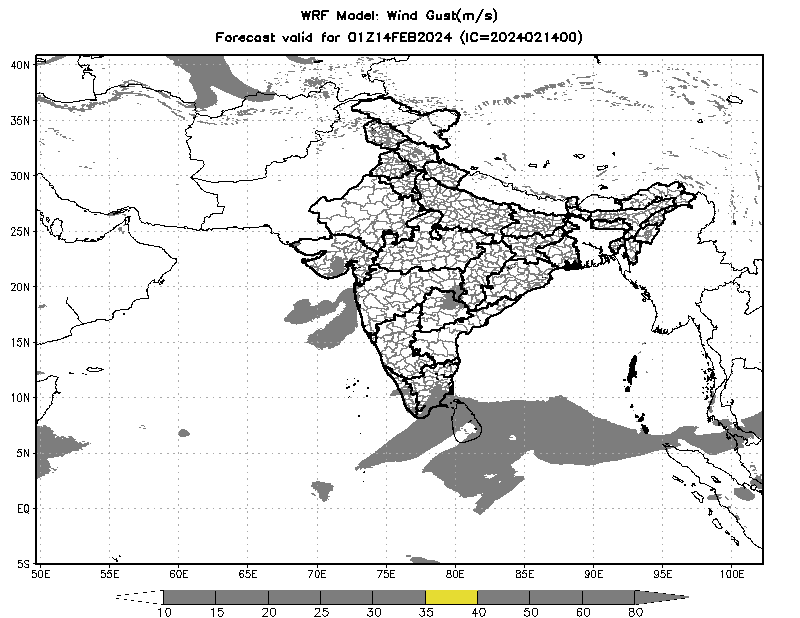 WRF Model: Wind Gust(m/s)
Forecast valid for 01Z14FEB2024 (IC=2024021400)
40N
35N
30N
25N
20N
15N
10N
5N
EQ
5S
50E 55E 60E 65E 70E 75E 80E 85E 90E 95E 100E
10 15 20 25 30 35 40 50 60 80